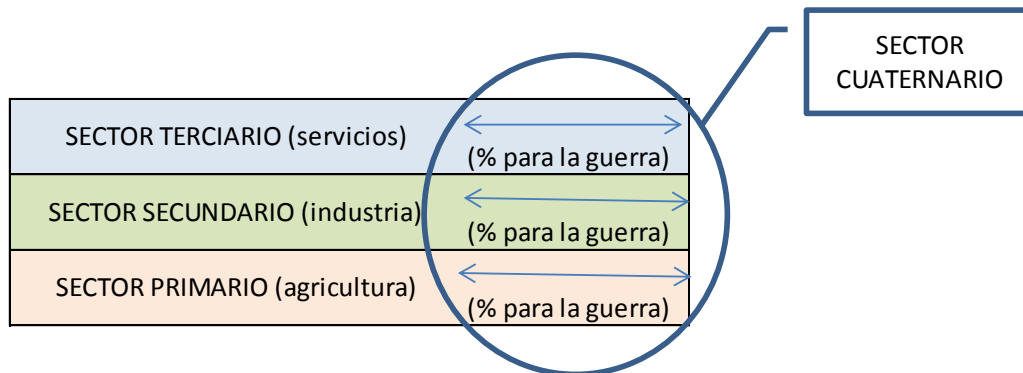 SECTOR
CUATERNARIO
SECTOR TERCIARIO (servicios)
(% para la guerra)
SECTOR SECUNDARIO (industria)
(% para la guerra)
SECTOR PRIMARIO (agricultura)
(% para la guerra)